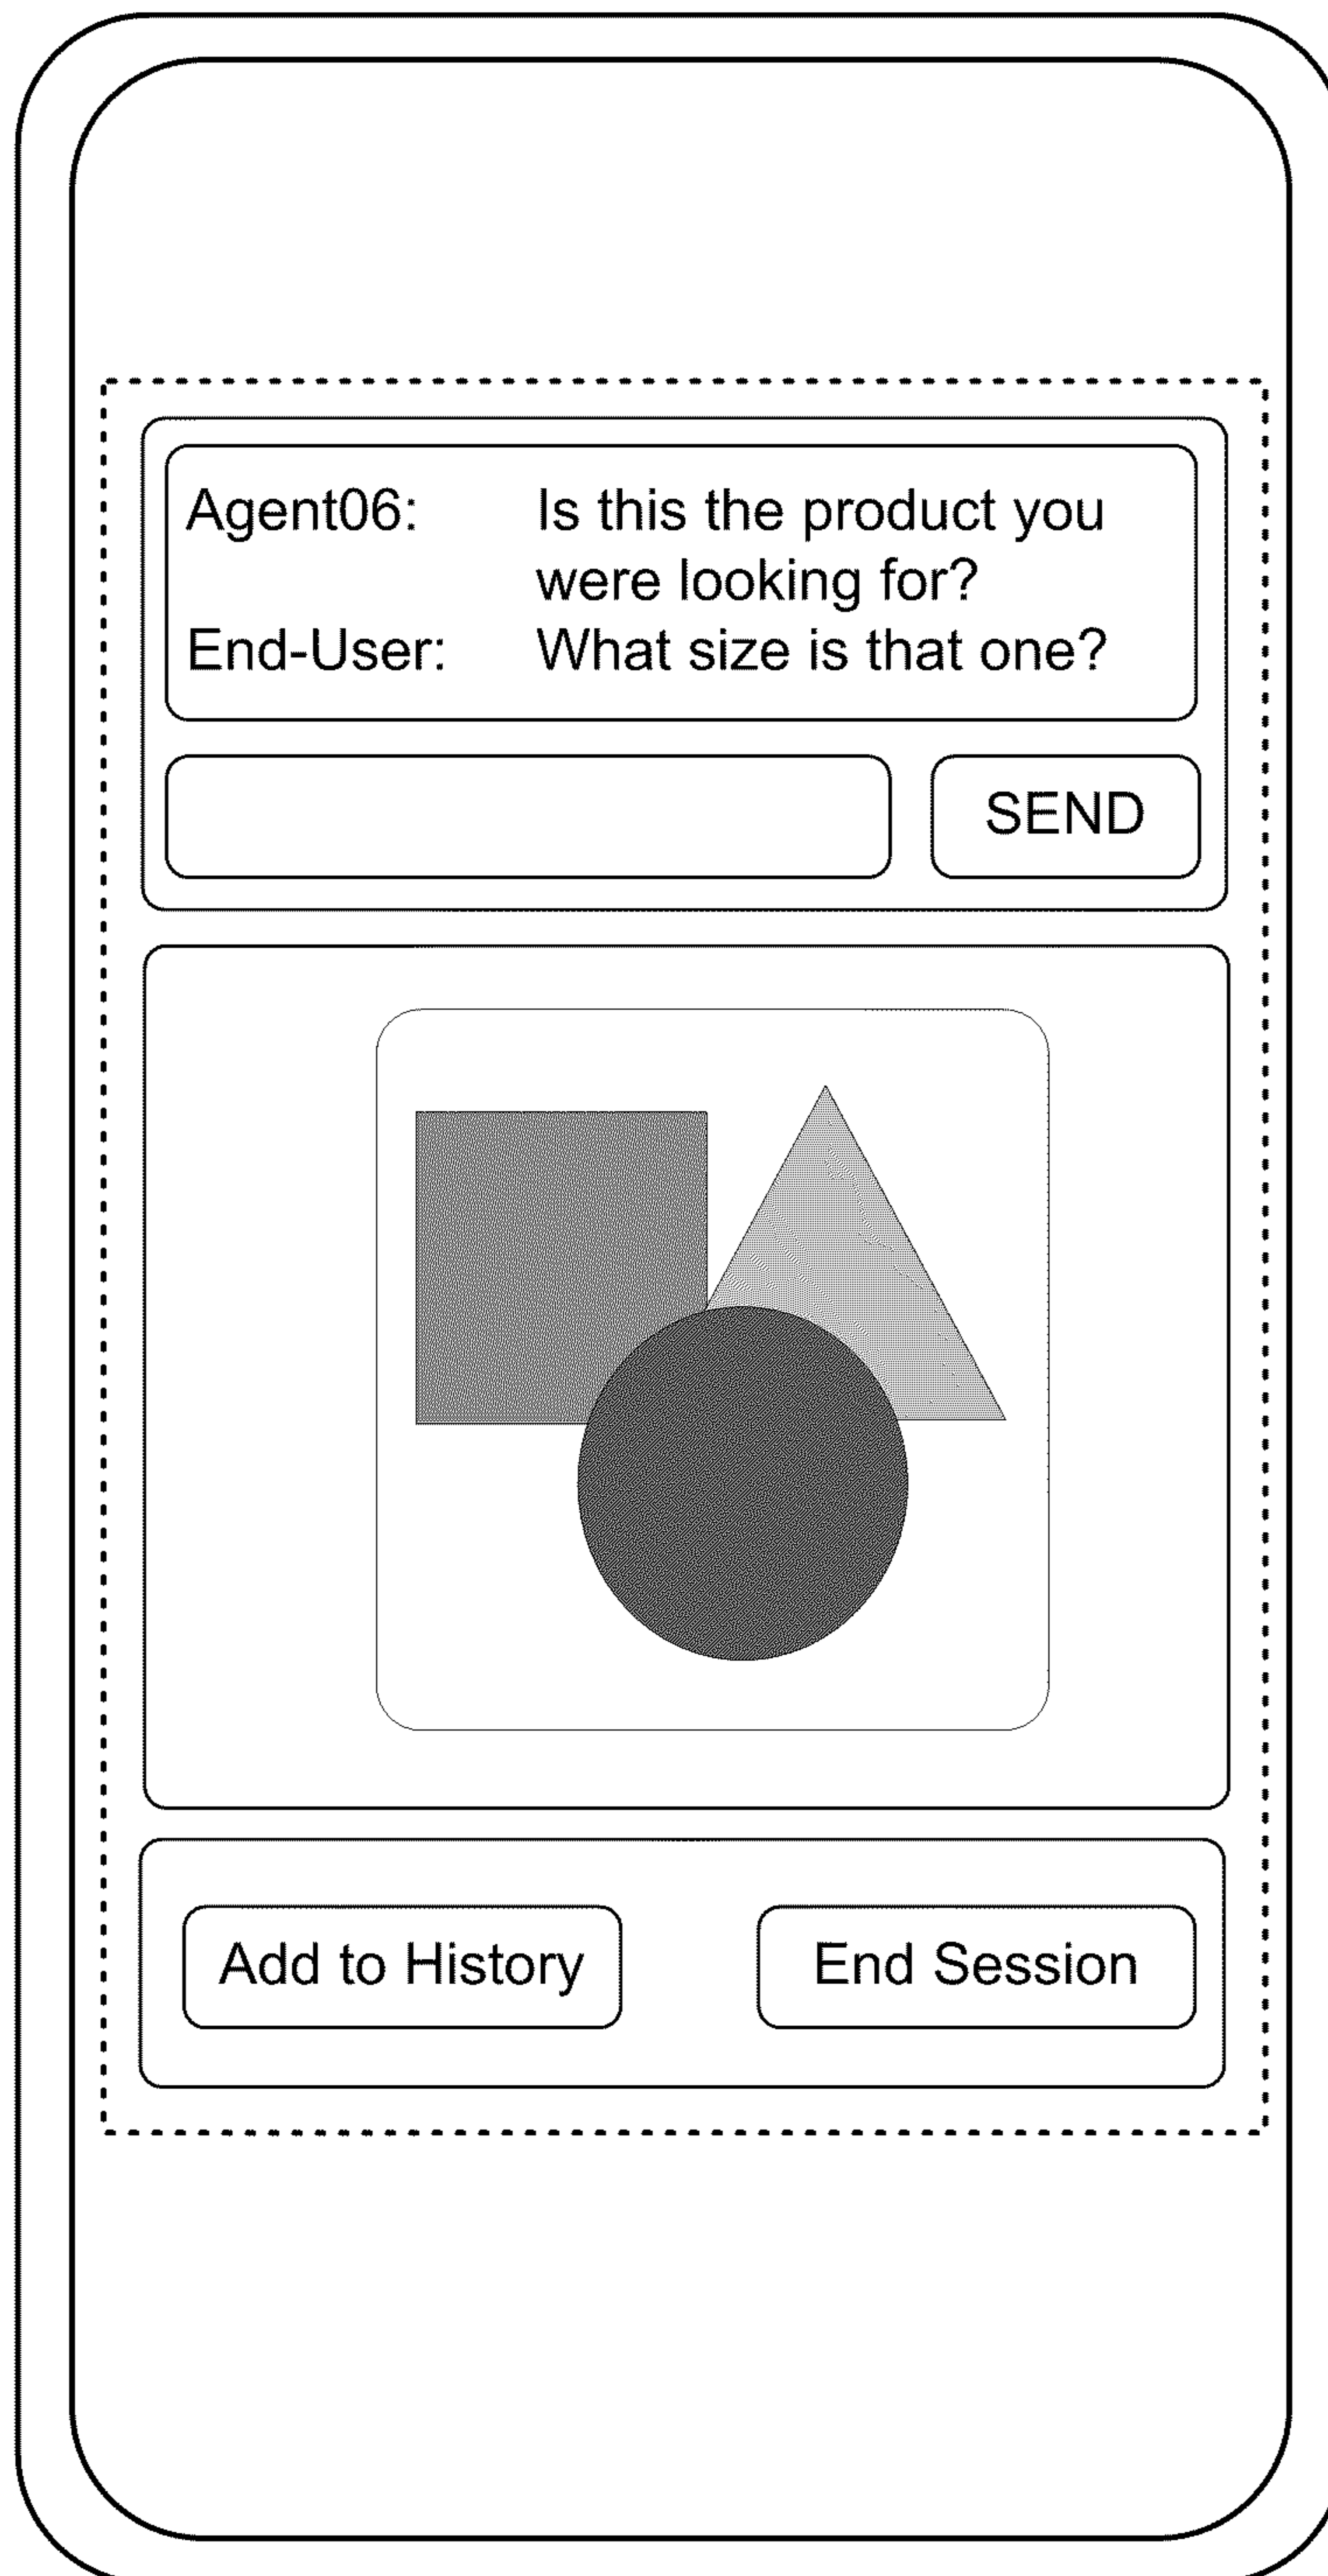 Agent06: Is this the product you
were looking for?
End-User: What size is that one?
SEND
Add to History
End Session